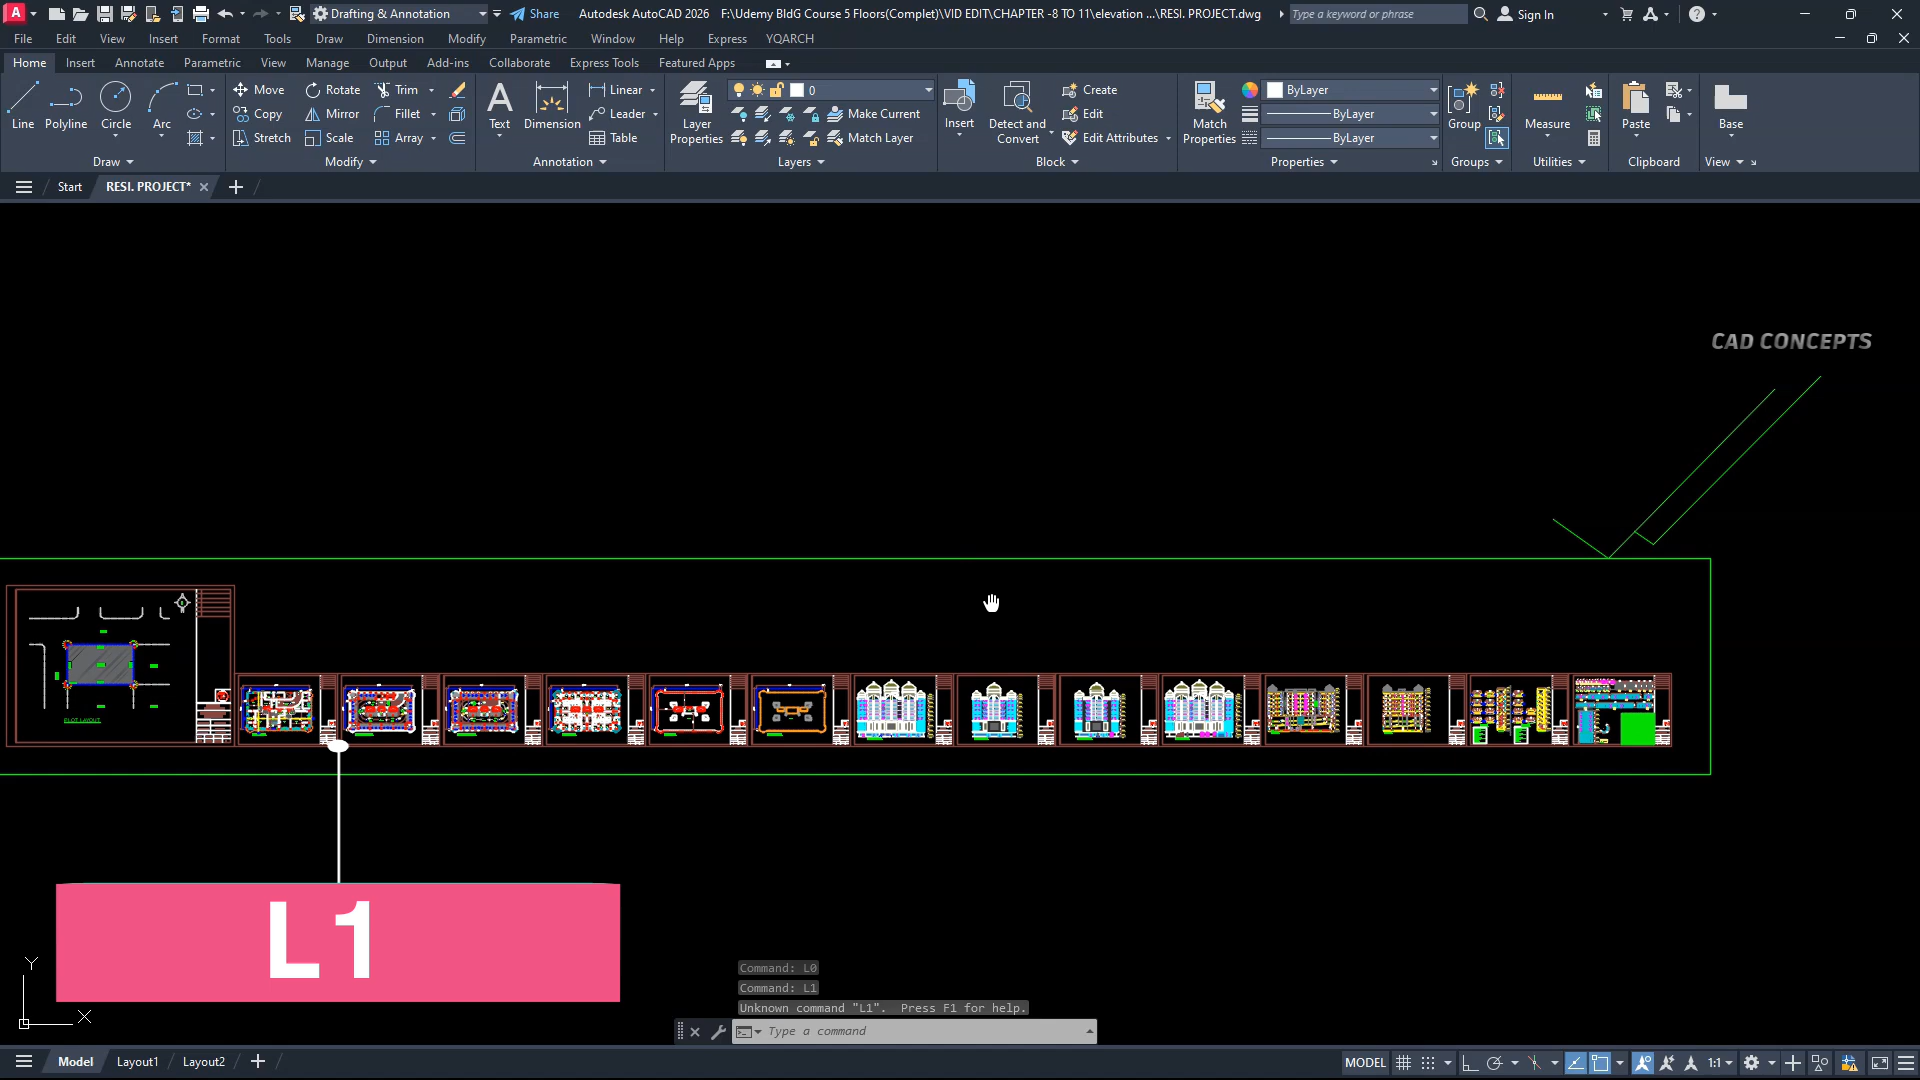 Drafting & Annotation
Share
Autodesk AutoCAD 2026 F:\Udemy BldG Course 5 Floors(Complet)\VID EDIT\CHAPTER -8 TO 11\elevation ...\RESI. PROJECT.dwg
Type a keyword or phrase
Sign In
File Edit View Insert Format Tools Draw Dimension Modify Parametric Window Help Express YQARCH
Home Insert Annotate Parametric View Manage Output Add-ins Collaborate Express Tools Featured Apps
Line Polyline Circle Arc
Draw
Move Rotate Trim
Copy Mirror Fillet
Stretch Scale Array
Modify
Text Dimension
Linear
Leader
Table
Annotation
Layer Properties
0
Make Current
Match Layer
Layers
Insert
Detect and Convert
Create
Edit
Edit Attributes
Block
Match Properties
ByLayer
ByLayer
ByLayer
Properties
Group
Groups
Measure
Utilities
Paste
Clipboard
Base
View
Start RESI. PROJECT*
CAD CONCEPTS
PLOT LAYOUT
L1
Y
X
Command: L0
Command: L1
Unknown command "L1". Press F1 for help.
Type a command
Model Layout1 Layout2
MODEL 1:1